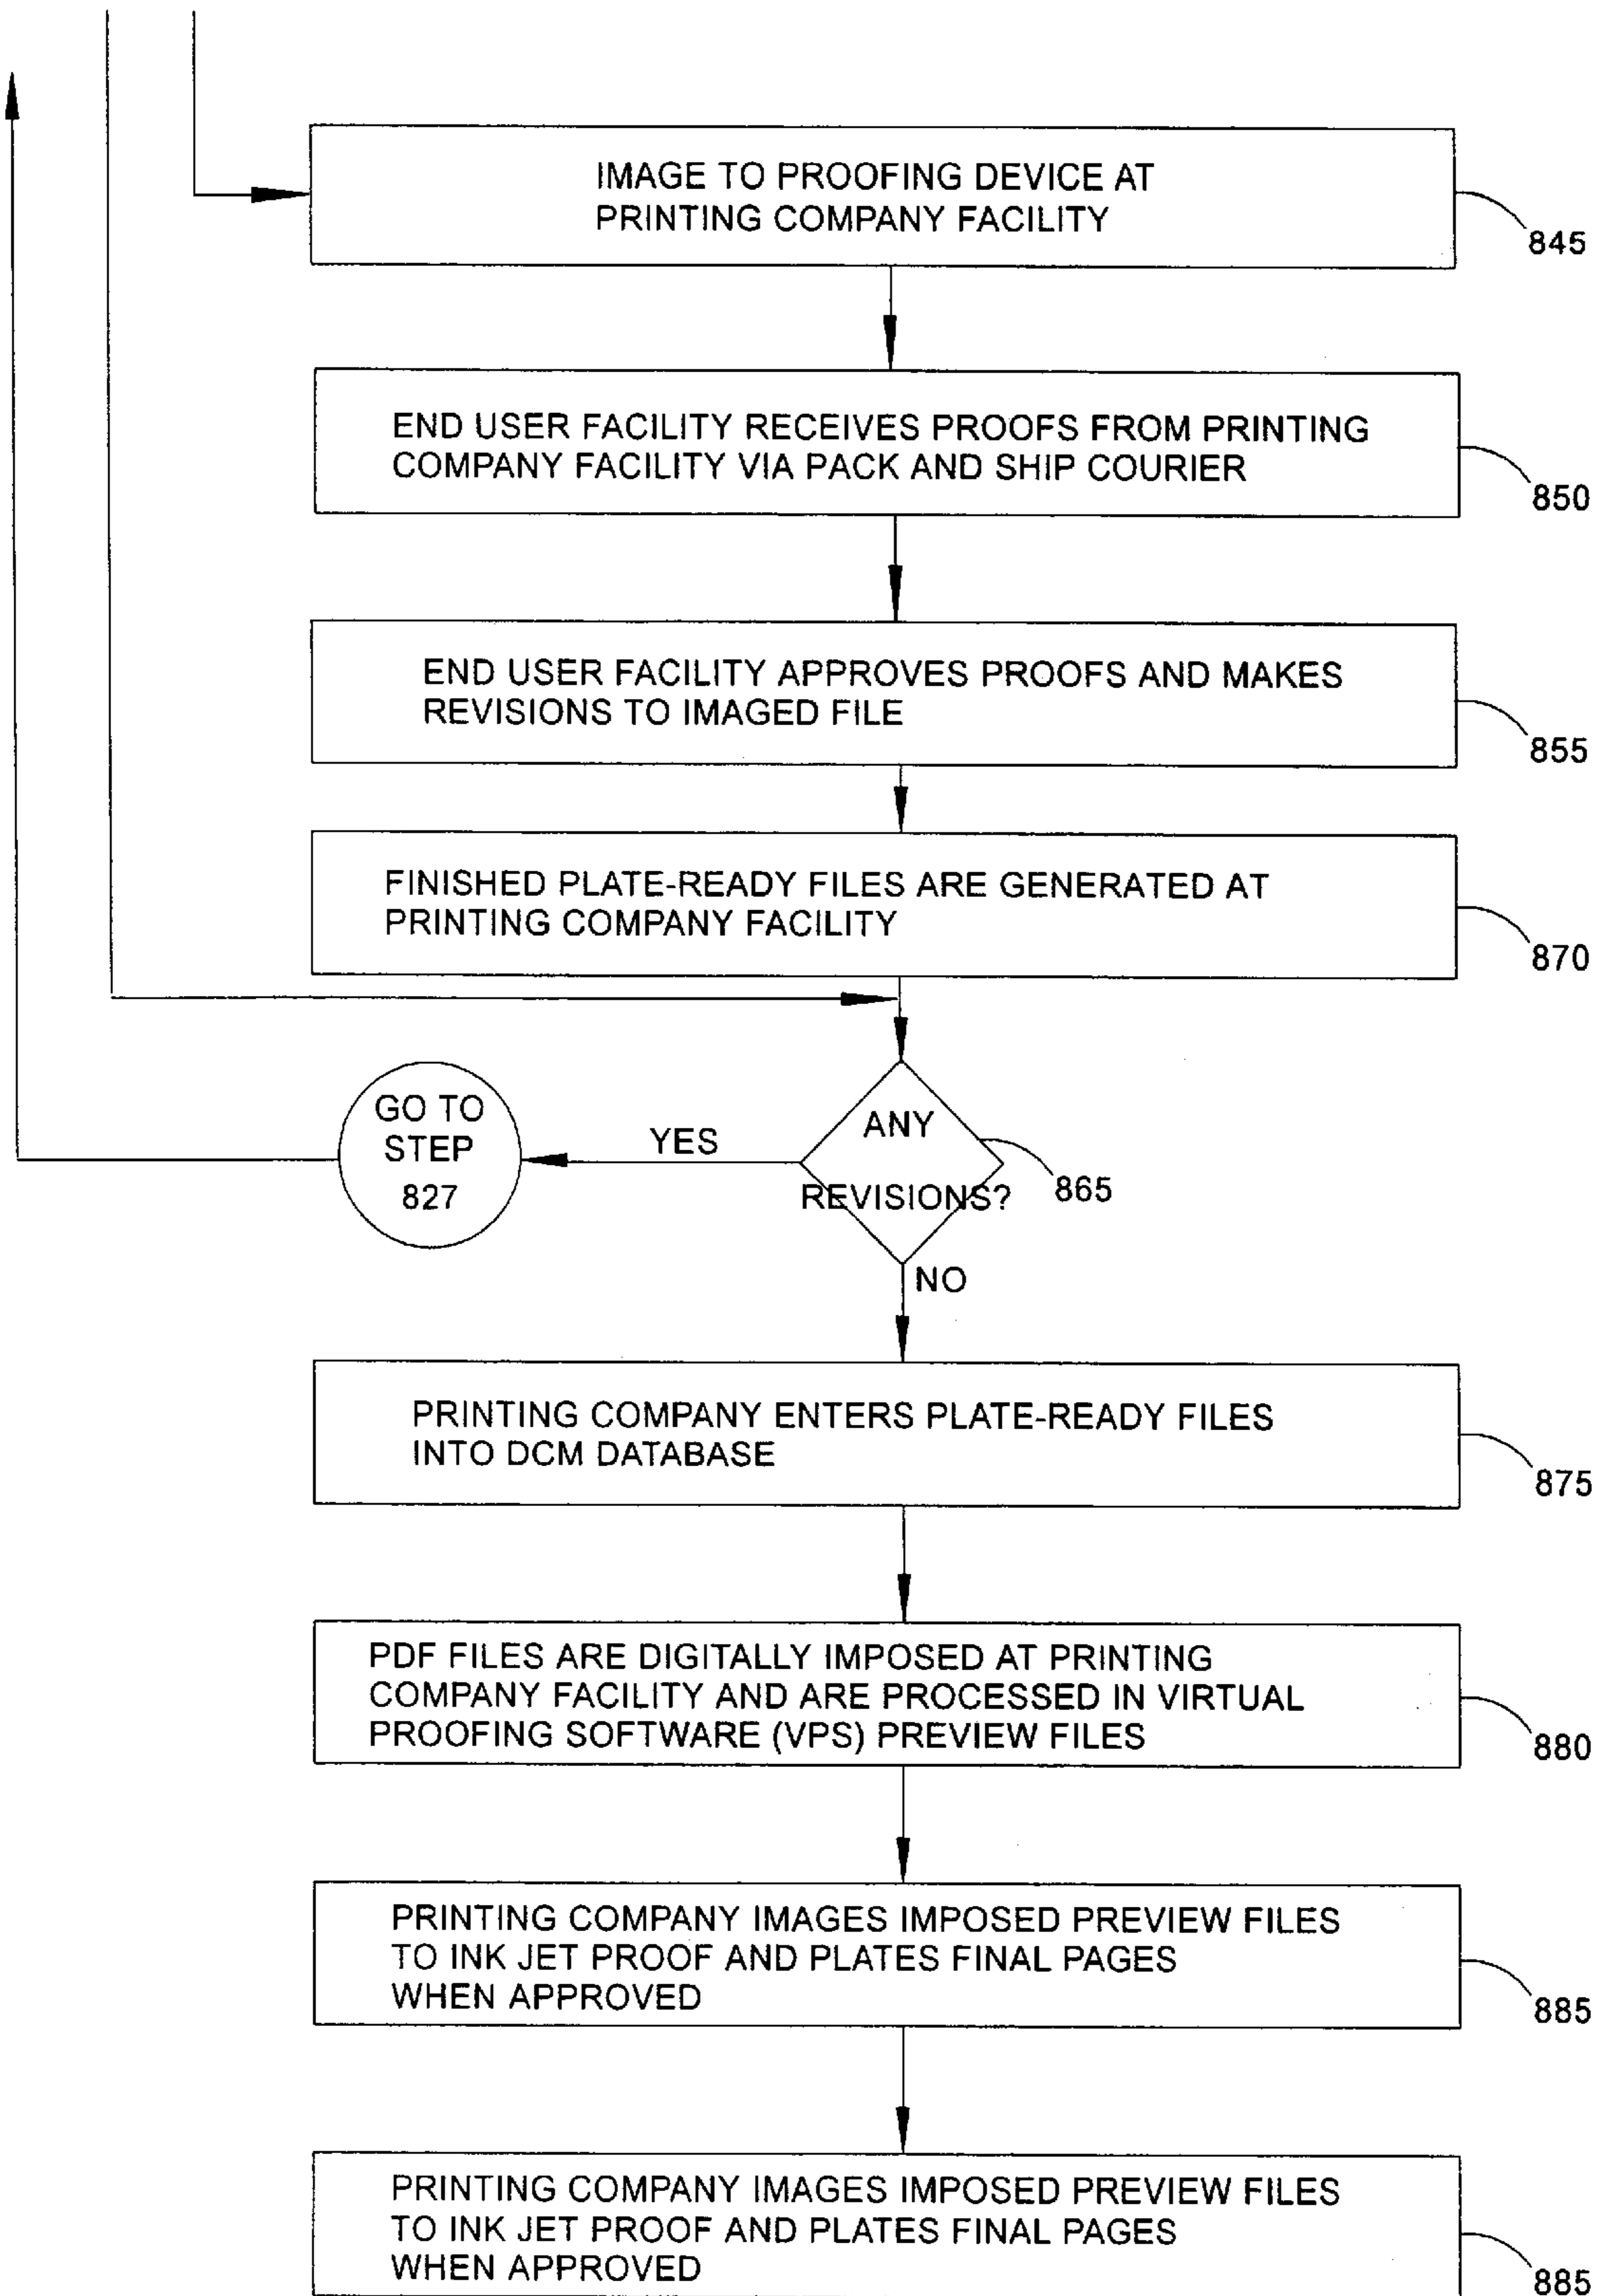 IMAGE TO PROOFING DEVICE AT
PRINTING COMPANY FACILITY
845
END USER FACILITY RECEIVES PROOFS FROM PRINTING
COMPANY FACILITY VIA PACK AND SHIP COURIER
850
END USER FACILITY APPROVES PROOFS AND MAKES
REVISIONS TO IMAGED FILE
855
FINISHED PLATE-READY FILES ARE GENERATED AT
PRINTING COMPANY FACILITY
870
GO TO
STEP
827
YES
ANY
REVISIONS?
865
NO
PRINTING COMPANY ENTERS PLATE-READY FILES
INTO DCM DATABASE
875
PDF FILES ARE DIGITALLY IMPOSED AT PRINTING
COMPANY FACILITY AND ARE PROCESSED IN VIRTUAL
PROOFING SOFTWARE (VPS) PREVIEW FILES
880
PRINTING COMPANY IMAGES IMPOSED PREVIEW FILES
TO INK JET PROOF AND PLATES FINAL PAGES
WHEN APPROVED
885
PRINTING COMPANY IMAGES IMPOSED PREVIEW FILES
TO INK JET PROOF AND PLATES FINAL PAGES
WHEN APPROVED
885